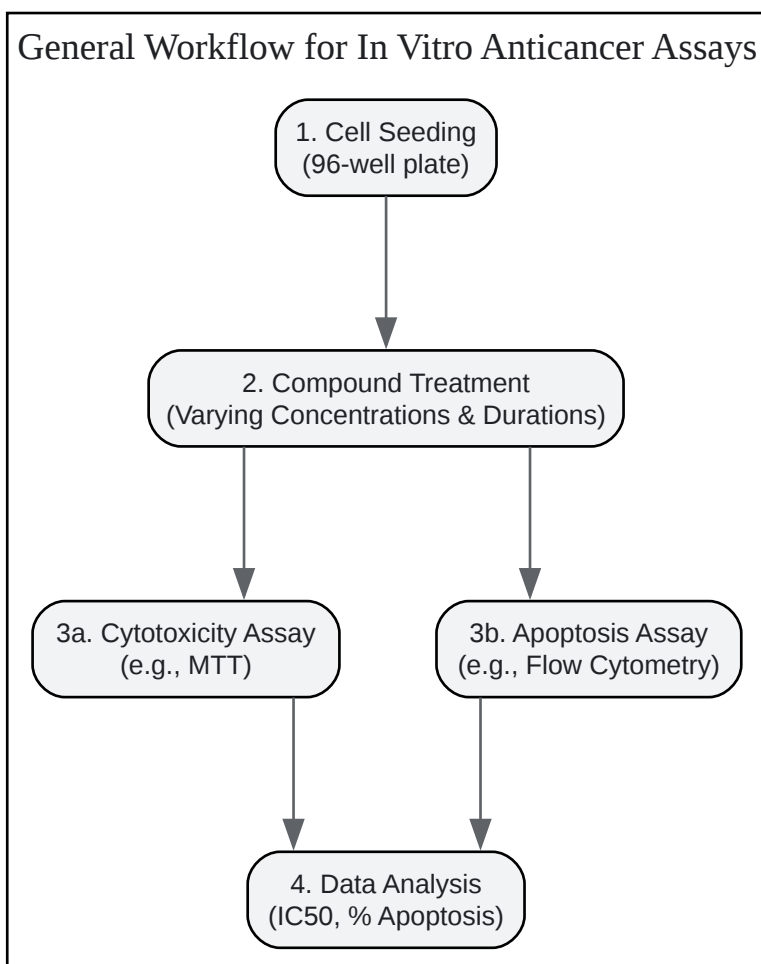 General Workflow for In Vitro Anticancer Assays
1. Cell Seeding
(96-well plate)
2. Compound Treatment
(Varying Concentrations & Durations)
3a. Cytotoxicity Assay
(e.g., MTT)
3b. Apoptosis Assay
(e.g., Flow Cytometry)
4. Data Analysis
(IC50, % Apoptosis)